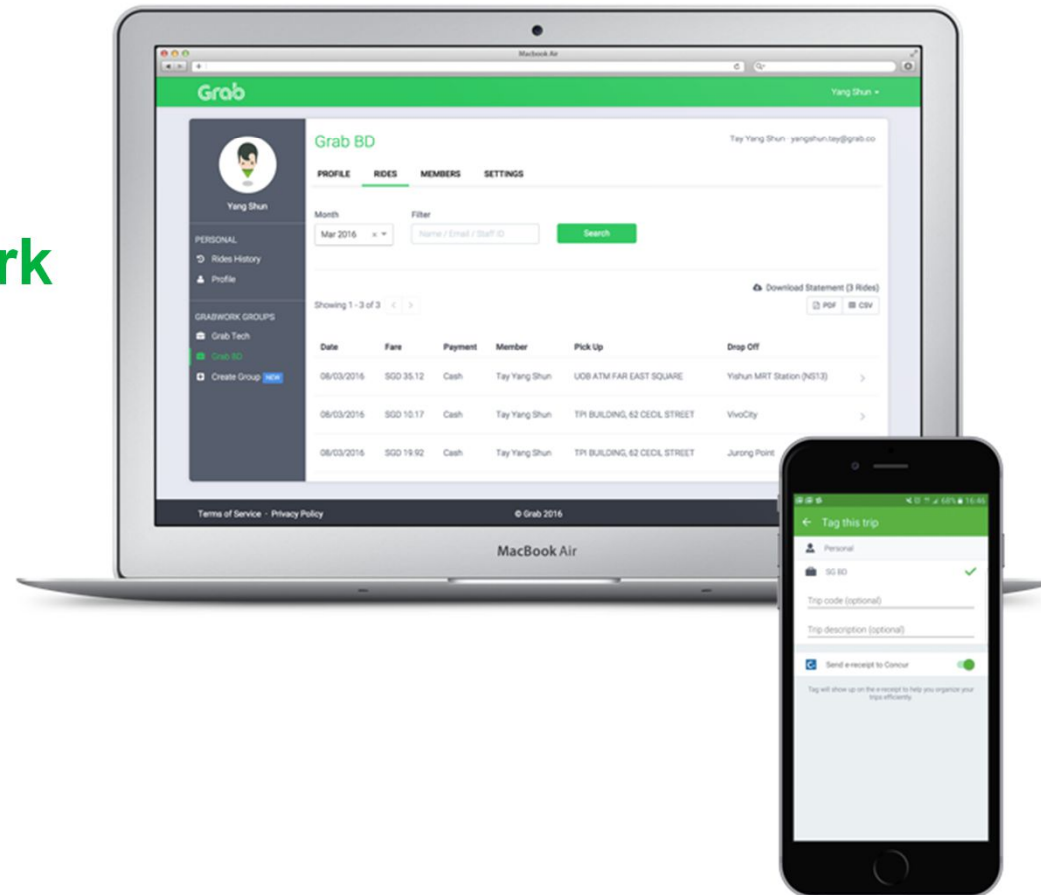 rk
Macbook Air
Grab
Yang Shun
Yang Shun
PERSONAL
Rides History
Profile
GRABWORK GROUPS
Grab Tech
Grab BD
Create Group NEW
Grab BD
Tay Yang Shun · yangshun.tay@grab.co
PROFILE RIDES MEMBERS SETTINGS
Month Filter
Mar 2016 Name / Email / Staff ID Search
Download Statement (3 Rides)
Showing 1 - 3 of 3 PDF CSV
Date Fare Payment Member Pick Up Drop Off
08/03/2016 SGD 35.12 Cash Tay Yang Shun UOB ATM FAR EAST SQUARE Yishun MRT Station (NS13)
08/03/2016 SGD 10.17 Cash Tay Yang Shun TPI BUILDING, 62 CECIL STREET VivoCity
08/03/2016 SGD 19.92 Cash Tay Yang Shun TPI BUILDING, 62 CECIL STREET Jurong Point
Terms of Service · Privacy Policy © Grab 2016
MacBook Air
68% 16:46
Tag this trip
Personal
SG BD
Trip code (optional)
Trip description (optional)
Send e-receipt to Concur
Tag will show up on the e-receipt to help you organize your
trips efficiently.